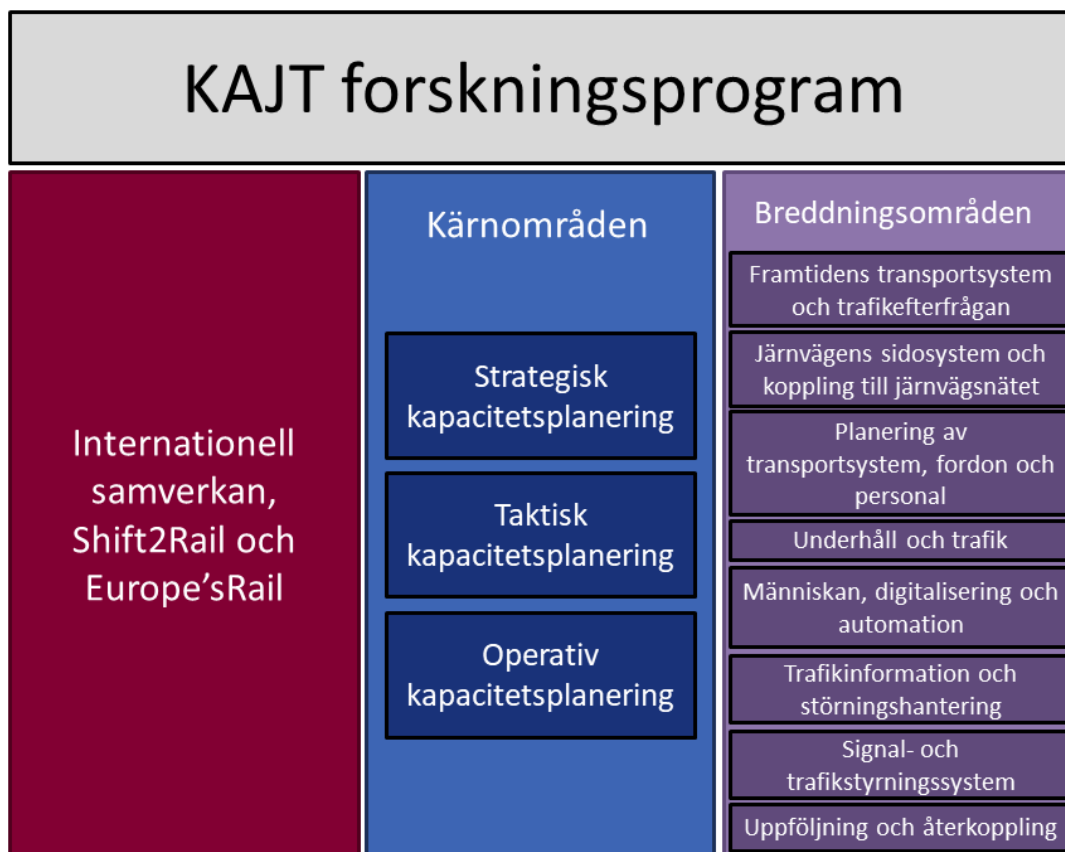 KAJT forskningsprogram
Internationell
samverkan,
Shift2Rail och
Europe'sRail
Kärnområden
Strategisk
kapacitetsplanering
Taktisk
kapacitetsplanering
Operativ
kapacitetsplanering
Breddningsområden
Framtidens transportsystem
och trafikefterfrågan
Järnvägens sidosystem och
koppling till järnvägsnätet
Planering av
transportsystem, fordon och
personal
Underhåll och trafik
Människan, digitalisering och
automation
Trafikinformation och
störningshantering
Signal- och
trafikstyrningssystem
Uppföljning och återkoppling